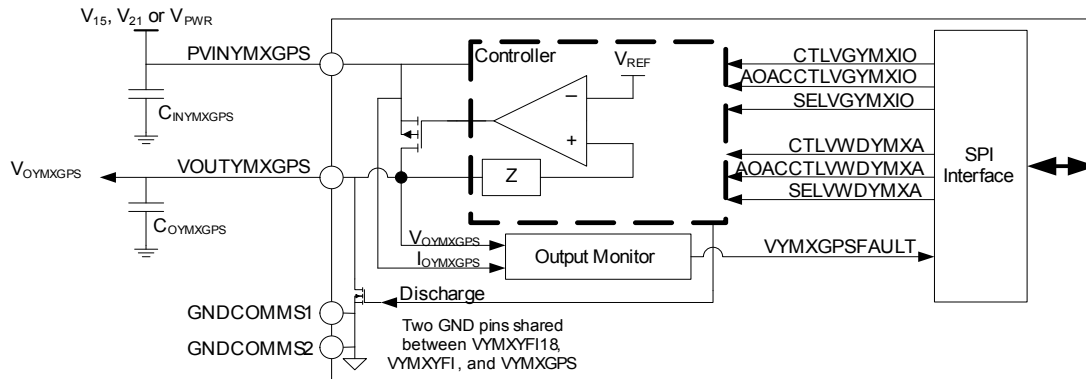 V15, V21 or VPWR
PVINYMXGPS
CINYMXGPS
VOYMXGPS
VOUTYMXGPS
COYMXGPS
GNDCOMMS1
GNDCOMMS2
Controller
VREF
–
+
Z
VOYMXGPS
IOYMXGPS
Output Monitor
Discharge
Two GND pins shared
between VYMXYFI18,
VYMXYFI, and VYMXGPS
CTLVGYMXIO
AOACCTLVGYMXIO
SELVGYMXIO
CTLVWDYMXA
AOACCTLVWDYMXA
SELVWDYMXA
VYMXGPSFAULT
SPI
Interface